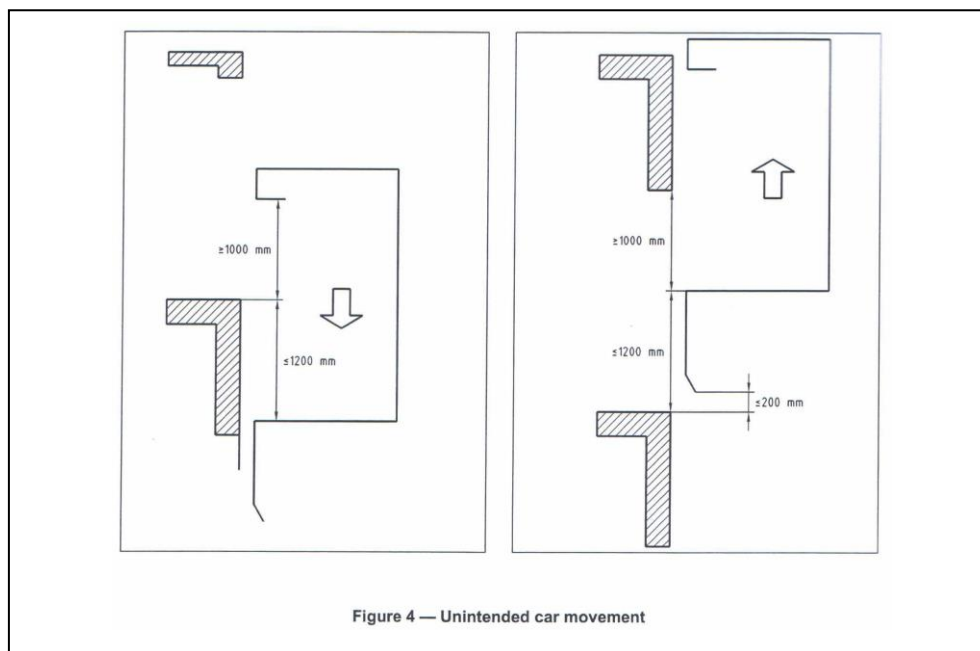 ≥1000 mm
≤1200 mm
≥1000 mm
≤1200 mm
≤200 mm
Figure 4 — Unintended car movement